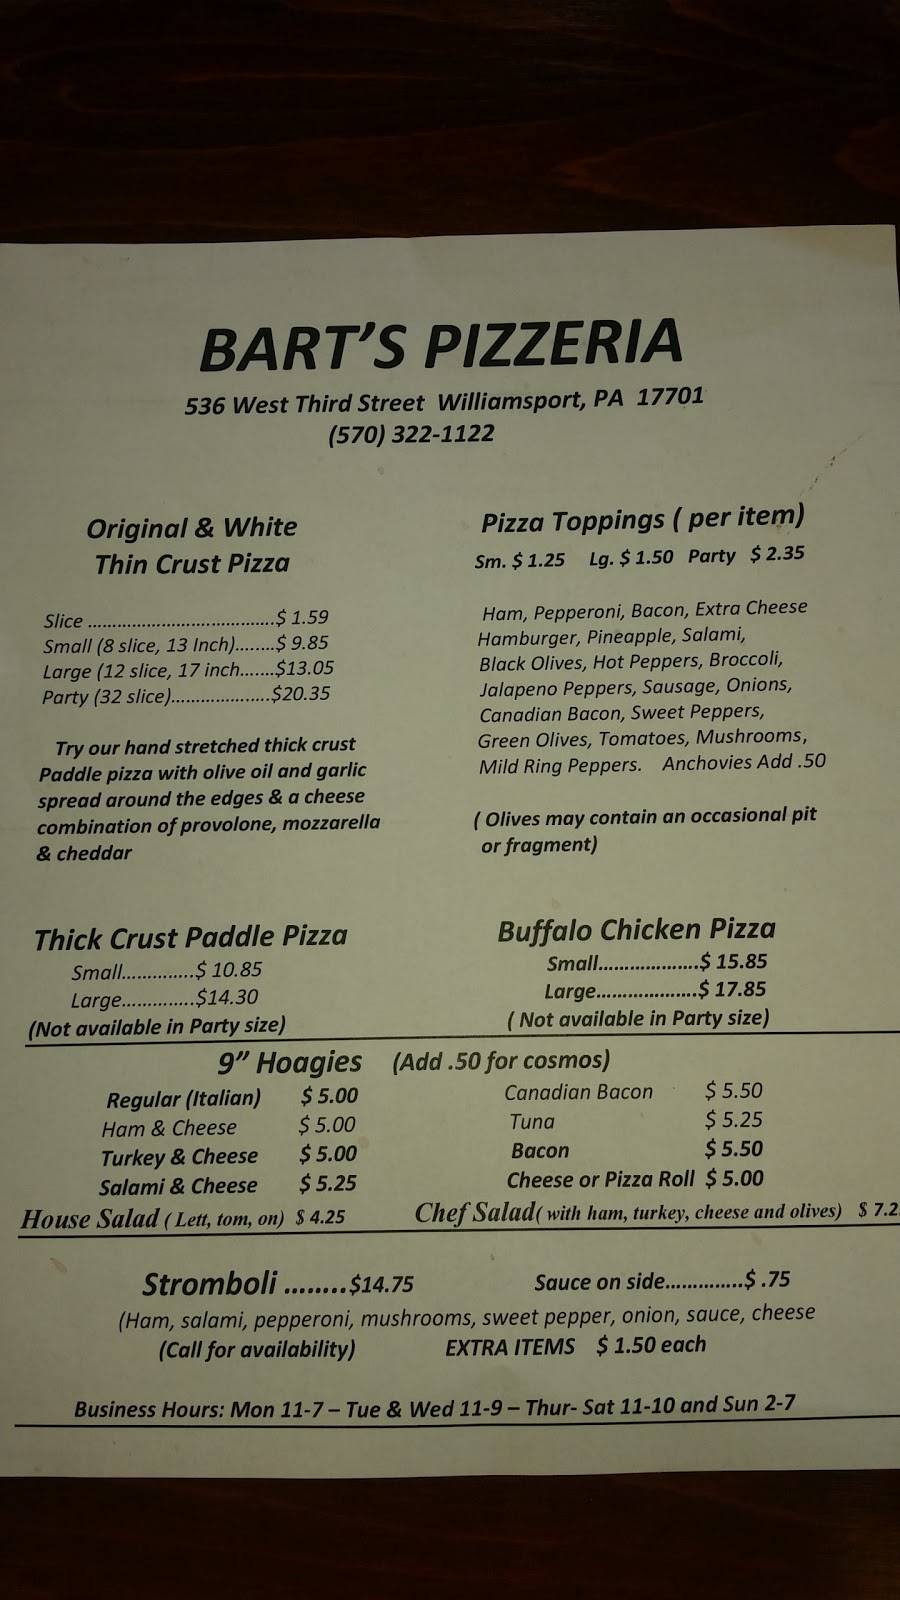 BART'S PIZZERIA
536 West Third Street Williamsport, PA 17701
(570) 322-1122
Original & White
Thin Crust Pizza
Slice .....................................$ 1.59
Small (8 slice, 13 Inch)........$ 9.85
Large (12 slice, 17 inch.......$13.05
Party (32 slice)....................$20.35
Try our hand stretched thick crust
Paddle pizza with olive oil and garlic
spread around the edges & a cheese
combination of provolone, mozzarella
& cheddar
Pizza Toppings ( per item)
Sm. $ 1.25 Lg. $ 1.50 Party $ 2.35
Ham, Pepperoni, Bacon, Extra Cheese
Hamburger, Pineapple, Salami,
Black Olives, Hot Peppers, Broccoli,
Jalapeno Peppers, Sausage, Onions,
Canadian Bacon, Sweet Peppers,
Green Olives, Tomatoes, Mushrooms,
Mild Ring Peppers. Anchovies Add .50
( Olives may contain an occasional pit
or fragment)
Thick Crust Paddle Pizza
Small..............$ 10.85
Large..............$14.30
(Not available in Party size)
Buffalo Chicken Pizza
Small....................$ 15.85
Large....................$ 17.85
( Not available in Party size)
9" Hoagies (Add .50 for cosmos)
Regular (Italian) $ 5.00
Ham & Cheese $ 5.00
Turkey & Cheese $ 5.00
Salami & Cheese $ 5.25
Canadian Bacon $ 5.50
Tuna $ 5.25
Bacon $ 5.50
Cheese or Pizza Roll $ 5.00
House Salad ( Lett, tom, on) $ 4.25
Chef Salad( with ham, turkey, cheese and olives) $ 7.2
Stromboli ........$14.75
Sauce on side...............$ .75
(Ham, salami, pepperoni, mushrooms, sweet pepper, onion, sauce, cheese
(Call for availability) EXTRA ITEMS $ 1.50 each
Business Hours: Mon 11-7 – Tue & Wed 11-9 – Thur- Sat 11-10 and Sun 2-7